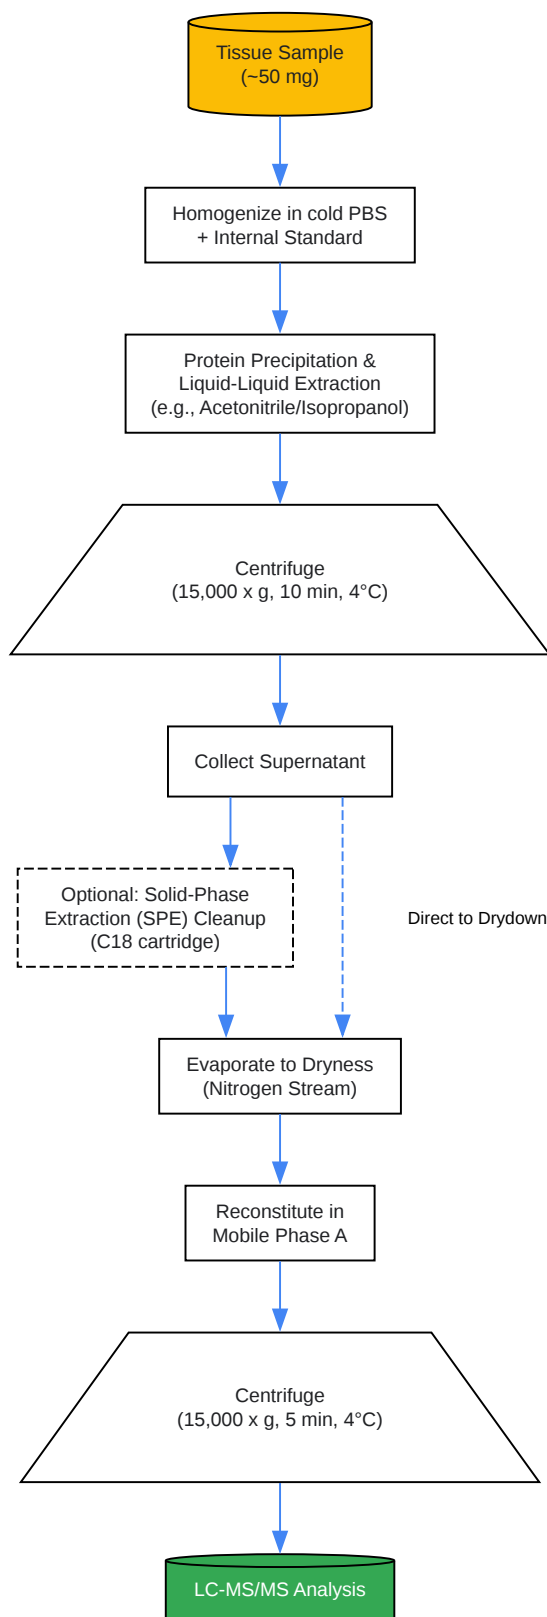 Tissue Sample
(~50 mg)
Homogenize in cold PBS
+ Internal Standard
Protein Precipitation &
Liquid-Liquid Extraction
(e.g., Acetonitrile/Isopropanol)
Centrifuge
(15,000 x g, 10 min, 4°C)
Collect Supernatant
Optional: Solid-Phase
Extraction (SPE) Cleanup
(C18 cartridge)
Direct to Drydown
Evaporate to Dryness
(Nitrogen Stream)
Reconstitute in
Mobile Phase A
Centrifuge
(15,000 x g, 5 min, 4°C)
LC-MS/MS Analysis